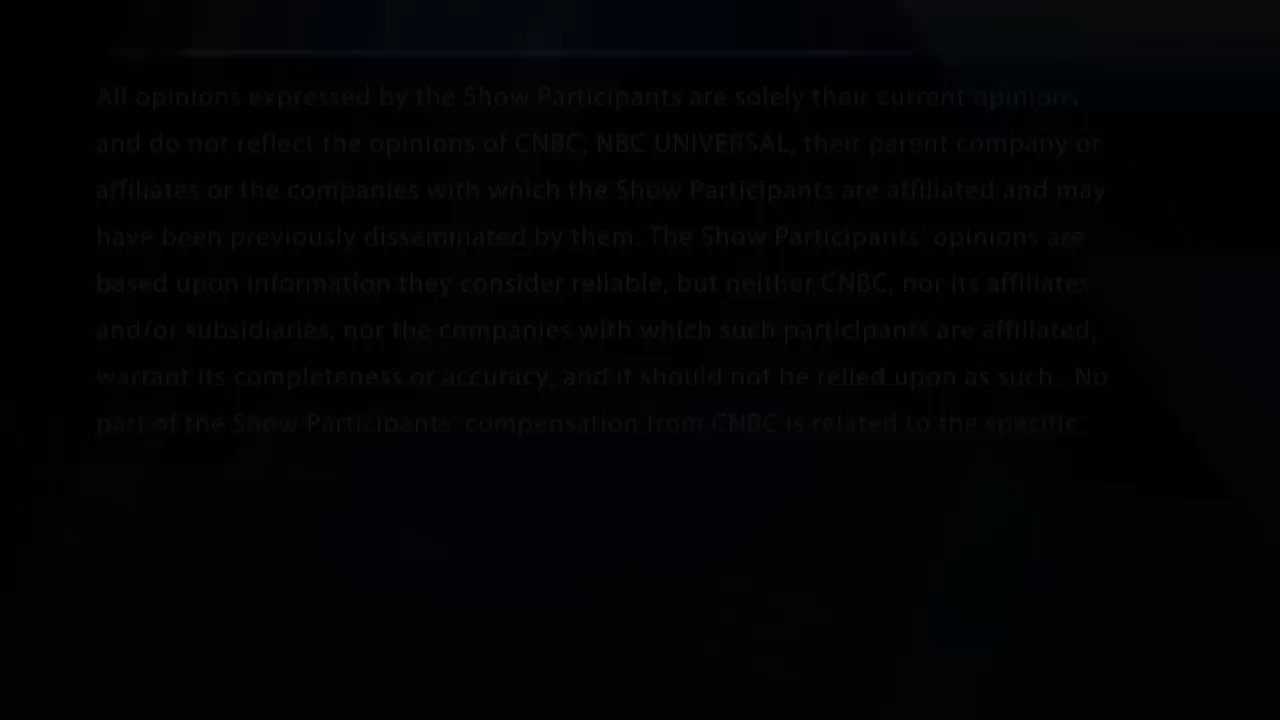 All opinions expressed by the Show Participants are solely their current opinions
and do not reflect the opinions of CNBC, NBC UNIVERSAL, their parent company or
affiliates or the companies with which the Show Participants are affiliated and may
have been previously disseminated by them. The Show Participants' opinions are
based upon information they consider reliable, but neither CNBC, nor its affiliates
and/or subsidiaries, nor the companies with which such participants are affiliated,
warrant its completeness or accuracy, and it should not be relied upon as such. No
part of the Show Participants' compensation from CNBC is related to the specific